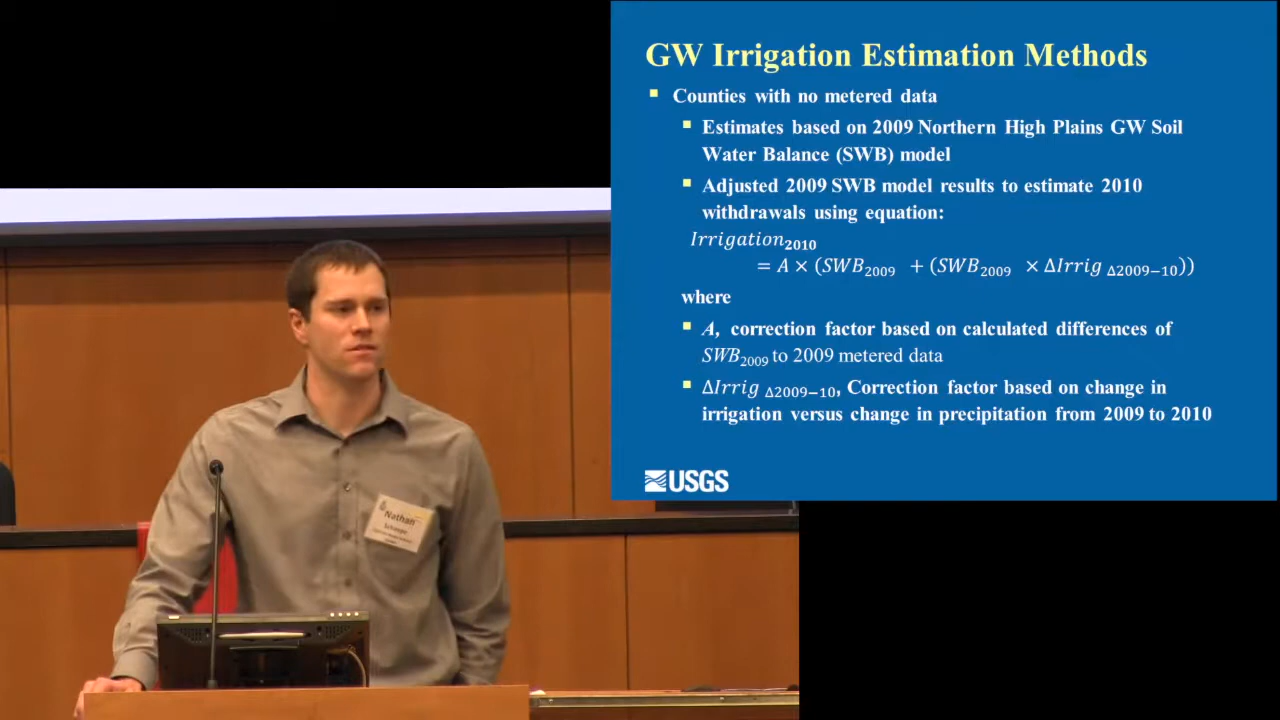 GW Irrigation Estimation Methods
Counties with no metered data
Estimates based on 2009 Northern High Plains GW Soil
Water Balance (SWB) model
Adjusted 2009 SWB model results to estimate 2010
withdrawals using equation:
Irrigation₂₀₁₀
= A × (SWB₂₀₀₉ + (SWB₂₀₀₉ × ΔIrrig Δ2009−10))
where
A, correction factor based on calculated differences of
SWB₂₀₀₉ to 2009 metered data
ΔIrrig Δ2009−10, Correction factor based on change in
irrigation versus change in precipitation from 2009 to 2010
USGS
Nathan